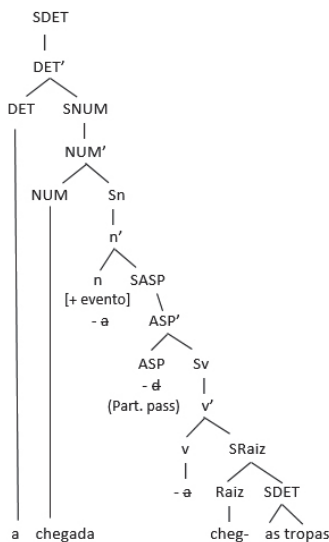 SDET
DET’
DET SNUM
NUM’
NUM Sn
n’
n SASP
[+ evento]
- a ASP’
ASP Sv
- d
(Part. pass) v’
v SRaiz
- a Raiz SDET
a chegada cheg- as tropas